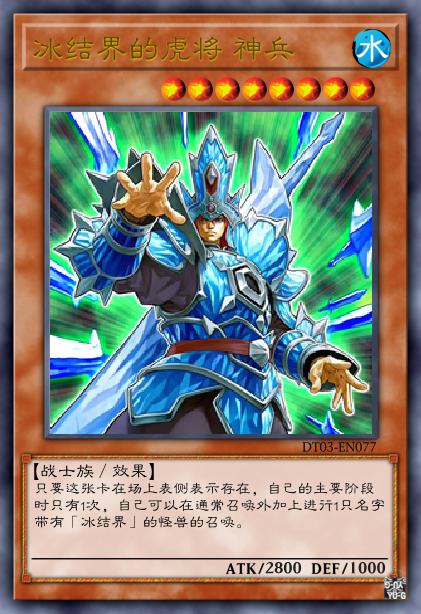 冰结界的虎将 神兵
水
DT03-EN077
【战士族 / 效果】
只要这张卡在场上表侧表示存在，自己的主要阶段
时只有1次，自己可以在通常召唤外加上进行1只名字
带有「冰结界」的怪兽的召唤。
ATK/2800 DEF/1000